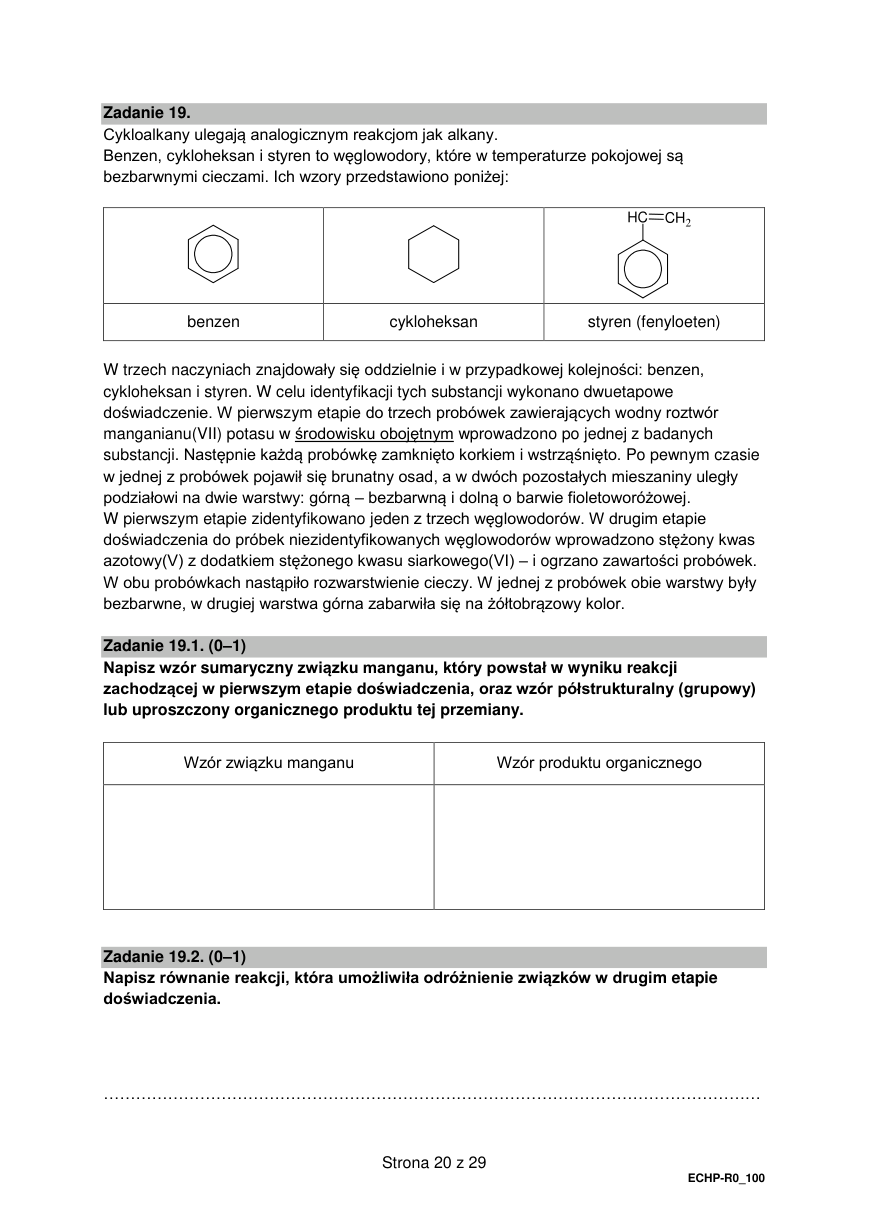 Zadanie 19.
Cykloalkany ulegają analogicznym reakcjom jak alkany.
Benzen, cykloheksan i styren to węglowodory, które w temperaturze pokojowej są
bezbarwnymi cieczami. Ich wzory przedstawiono poniżej:
HC=CH2
benzen
cykloheksan
styren (fenyloeten)
W trzech naczyniach znajdowały się oddzielnie i w przypadkowej kolejności: benzen,
cykloheksan i styren. W celu identyfikacji tych substancji wykonano dwuetapowe
doświadczenie. W pierwszym etapie do trzech probówek zawierających wodny roztwór
manganianu(VII) potasu w środowisku obojętnym wprowadzono po jednej z badanych
substancji. Następnie każdą probówkę zamknięto korkiem i wstrząśnięto. Po pewnym czasie
w jednej z probówek pojawił się brunatny osad, a w dwóch pozostałych mieszaniny uległy
podziałowi na dwie warstwy: górną – bezbarwną i dolną o barwie fioletoworóżowej.
W pierwszym etapie zidentyfikowano jeden z trzech węglowodorów. W drugim etapie
doświadczenia do próbek niezidentyfikowanych węglowodorów wprowadzono stężony kwas
azotowy(V) z dodatkiem stężonego kwasu siarkowego(VI) – i ogrzano zawartości probówek.
W obu probówkach nastąpiło rozwarstwienie cieczy. W jednej z probówek obie warstwy były
bezbarwne, w drugiej warstwa górna zabarwiła się na żółtobrązowy kolor.
Zadanie 19.1. (0–1)
Napisz wzór sumaryczny związku manganu, który powstał w wyniku reakcji
zachodzącej w pierwszym etapie doświadczenia, oraz wzór półstrukturalny (grupowy)
lub uproszczony organicznego produktu tej przemiany.
Wzór związku manganu
Wzór produktu organicznego
Zadanie 19.2. (0–1)
Napisz równanie reakcji, która umożliwiła odróżnienie związków w drugim etapie
doświadczenia.
……………………………………………………………………………………………………………
Strona 20 z 29
ECHP-R0_100